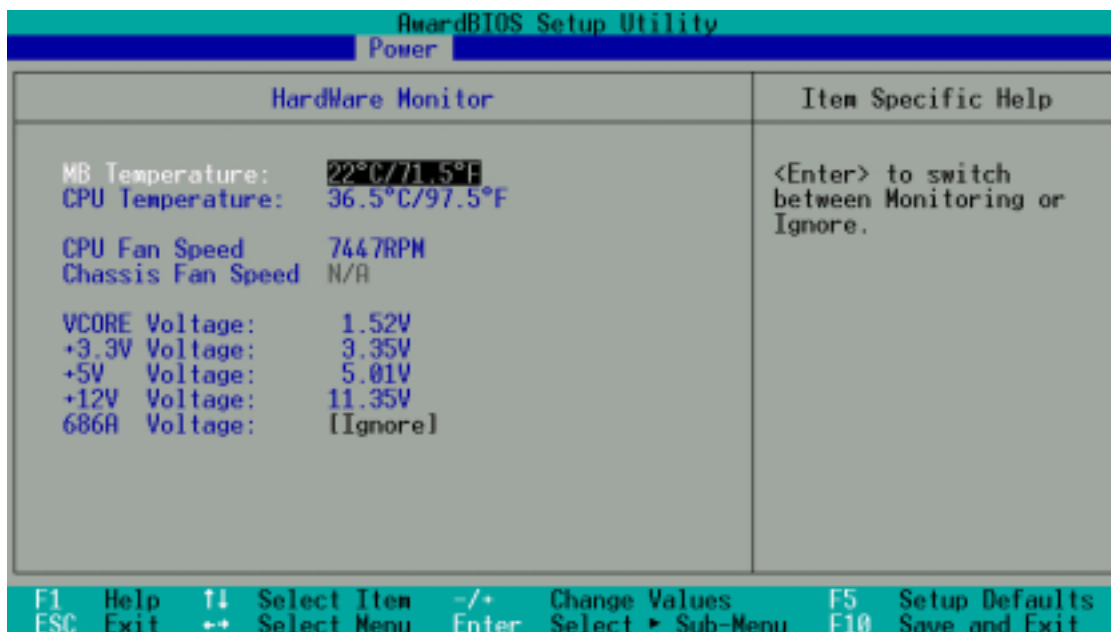 AwardBIOS Setup Utility
Power
HardWare Monitor
Item Specific Help
MB Temperature: 22°C/71.5°F
CPU Temperature: 36.5°C/97.5°F
CPU Fan Speed 7447RPM
Chassis Fan Speed N/A
VCORE Voltage: 1.52V
+3.3V Voltage: 3.35V
+5V Voltage: 5.01V
+12V Voltage: 11.35V
686A Voltage: [Ignore]
<Enter> to switch
between Monitoring or
Ignore.
F1 Help ↑↓ Select Item -/+ Change Values F5 Setup Defaults
ESC Exit ←→ Select Menu Enter Select ► Sub-Menu F10 Save and Exit